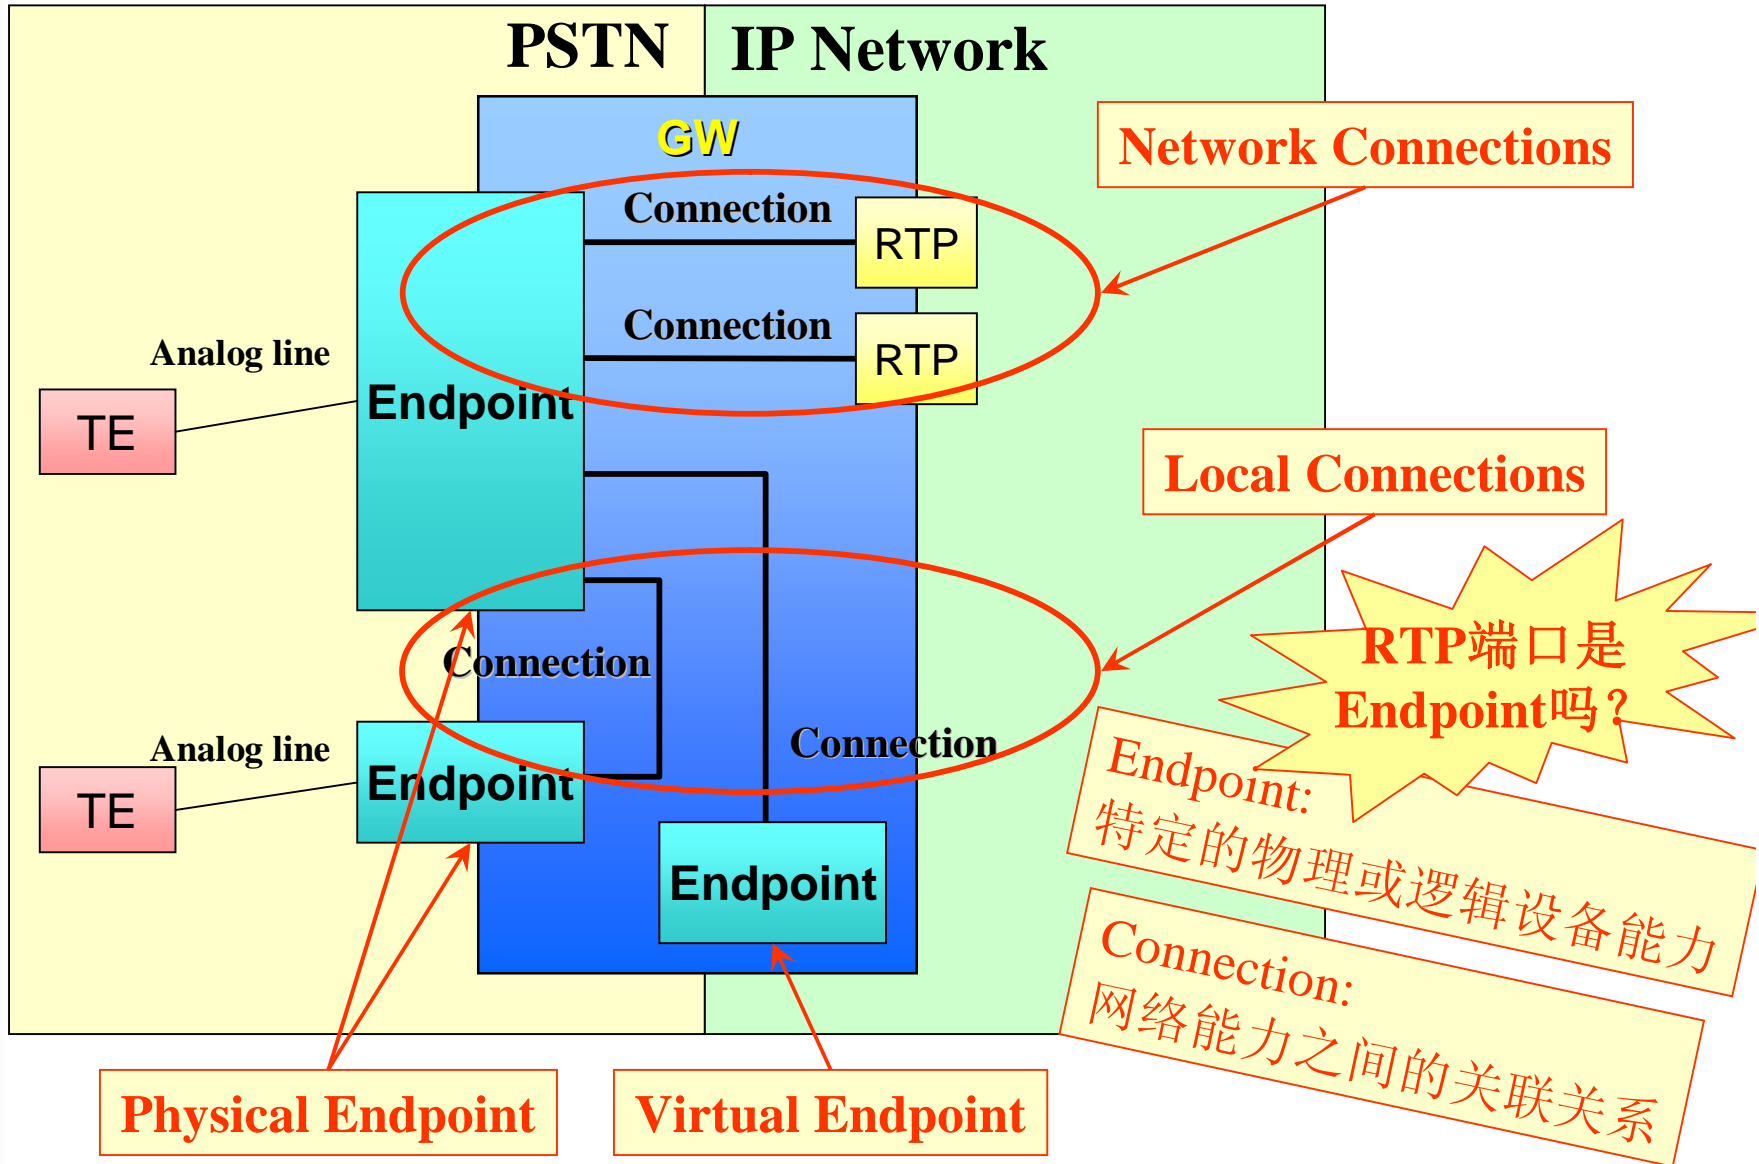 PSTN
IP Network
GW
Network Connections
Connection
RTP
Connection
RTP
Analog line
Endpoint
TE
Local Connections
RTP端口是
Endpoint吗?
Connection
Connection
Analog line
Endpoint
TE
Endpoint
Endpoint:
特定的物理或逻辑设备能力
Connection:
网络能力之间的关联关系
Physical Endpoint
Virtual Endpoint